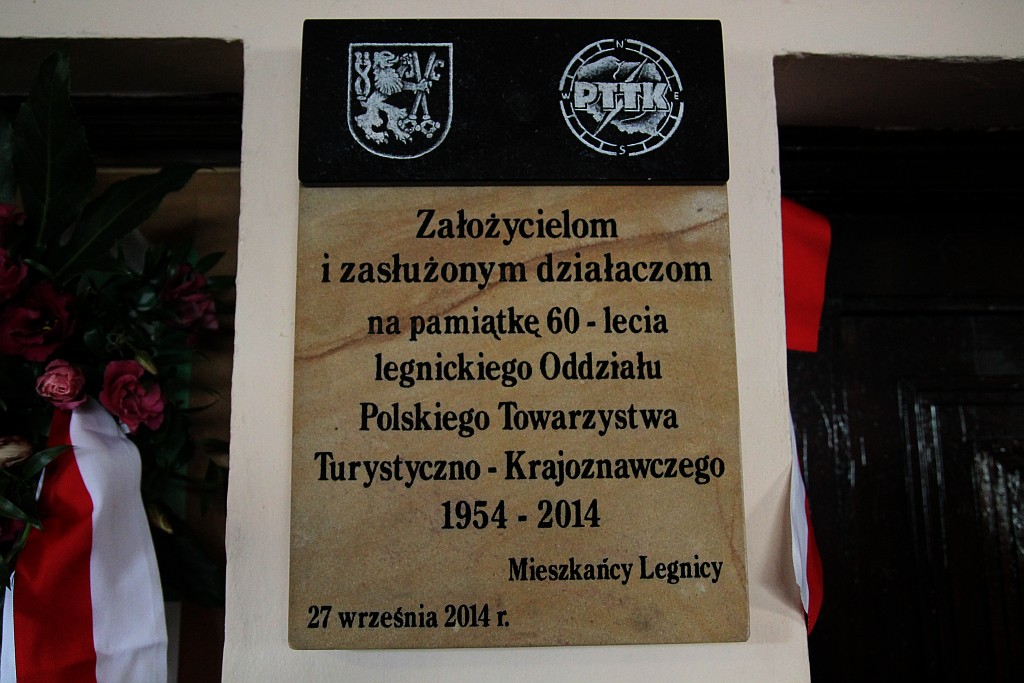 N
W PTTK E
S
Założycielom
i zasłużonym działaczom
na pamiątkę 60 - lecia
legnickiego Oddziału
Polskiego Towarzystwa
Turystyczno - Krajoznawczego
1954 - 2014
Mieszkańcy Legnicy
27 września 2014 r.